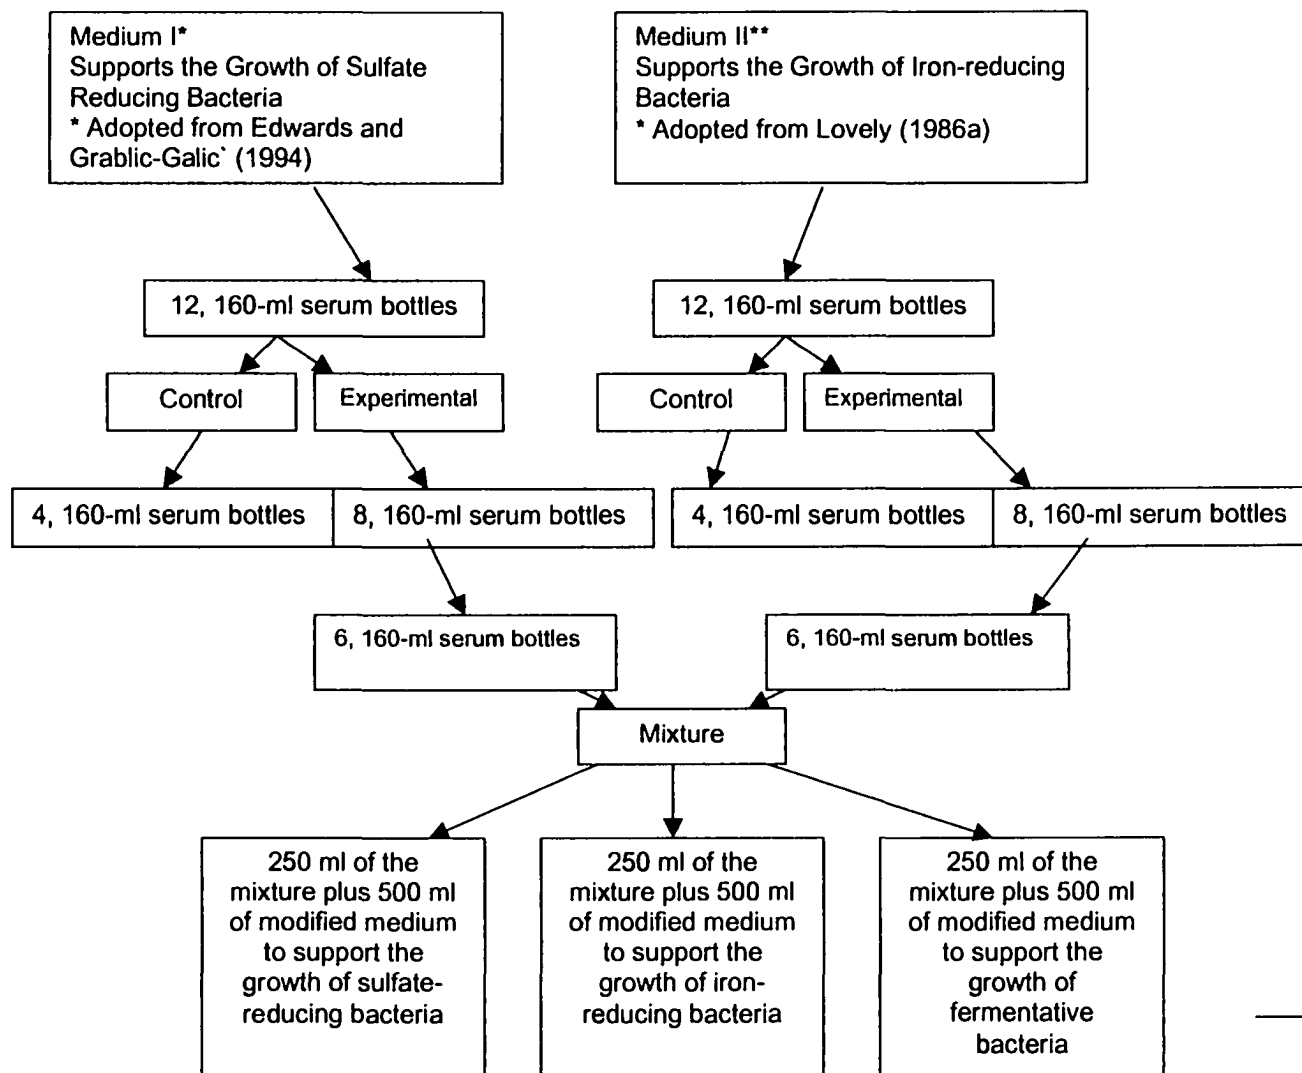 Medium I*
Supports the Growth of Sulfate
Reducing Bacteria
* Adopted from Edwards and
Grablic-Galic` (1994)
Medium II**
Supports the Growth of Iron-reducing
Bacteria
* Adopted from Lovely (1986a)
12, 160-ml serum bottles
12, 160-ml serum bottles
Control
Experimental
Control
Experimental
4, 160-ml serum bottles
8, 160-ml serum bottles
4, 160-ml serum bottles
8, 160-ml serum bottles
6, 160-ml serum bottles
6, 160-ml serum bottles
Mixture
250 ml of the
mixture plus 500 ml
of modified medium
to support the
growth of sulfate-
reducing bacteria
250 ml of the
mixture plus 500 ml
of modified medium
to support the
growth of iron-
reducing bacteria
250 ml of the
mixture plus 500 ml
of modified medium
to support the
growth of
fermentative
bacteria